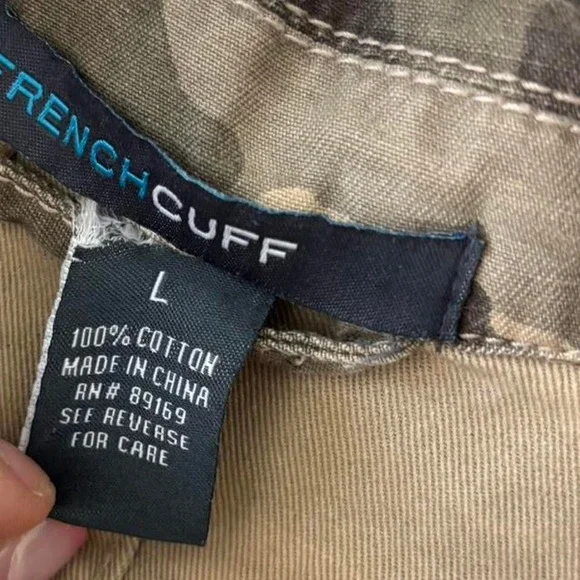 FRENCHCUFF
L
100% COTTON
MADE IN CHINA
RN# 89169
SEE REVERSE
FOR CARE